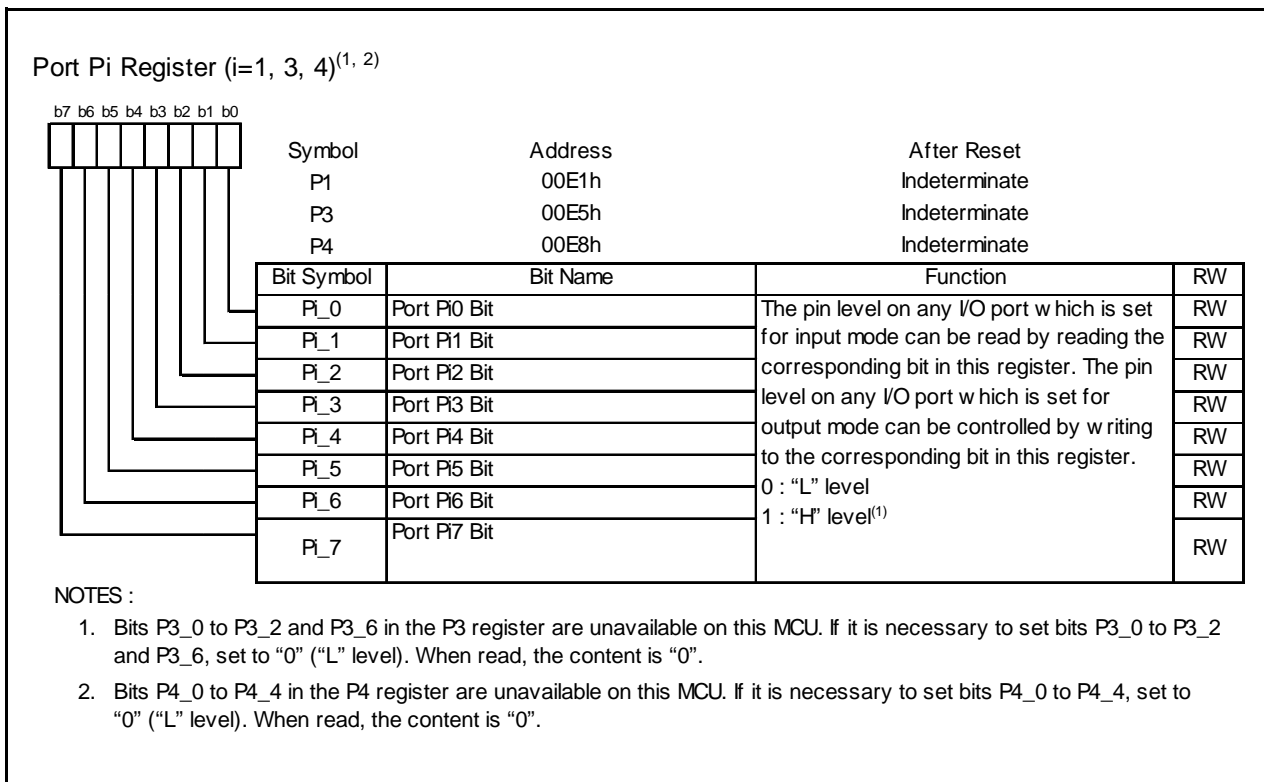 Port Pi Register (i=1, 3, 4)(1, 2)
b7 b6 b5 b4 b3 b2 b1 b0
Symbol Address After Reset
P1 00E1h Indeterminate
P3 00E5h Indeterminate
P4 00E8h Indeterminate
Bit Symbol Bit Name Function RW
Pi_0 Port Pi0 Bit The pin level on any I/O port which is set RW
Pi_1 Port Pi1 Bit for input mode can be read by reading the RW
Pi_2 Port Pi2 Bit corresponding bit in this register. The pin RW
Pi_3 Port Pi3 Bit level on any I/O port which is set for RW
Pi_4 Port Pi4 Bit output mode can be controlled by writing RW
Pi_5 Port Pi5 Bit to the corresponding bit in this register. RW
Pi_6 Port Pi6 Bit 0 : “L” level RW
Pi_7 Port Pi7 Bit 1 : “H” level(1) RW
NOTES :
1. Bits P3_0 to P3_2 and P3_6 in the P3 register are unavailable on this MCU. If it is necessary to set bits P3_0 to P3_2
and P3_6, set to “0” (“L” level). When read, the content is “0”.
2. Bits P4_0 to P4_4 in the P4 register are unavailable on this MCU. If it is necessary to set bits P4_0 to P4_4, set to
“0” (“L” level). When read, the content is “0”.